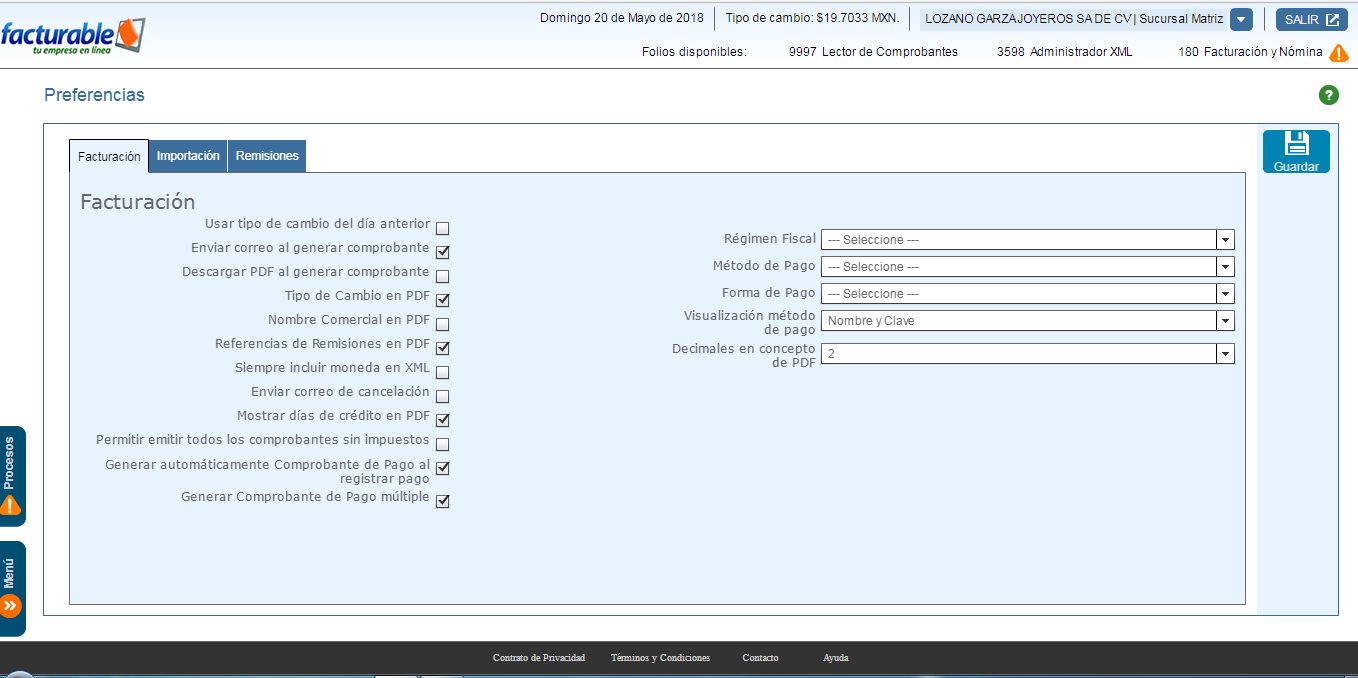 facturable
tu empresa en línea
Domingo 20 de Mayo de 2018
Tipo de cambio: $19.7033 MXN.
LOZANO GARZA JOYEROS SA DE CV | Sucursal Matriz
SALIR
Folios disponibles:
9997 Lector de Comprobantes
3598 Administrador XML
180 Facturación y Nómina
Preferencias
?
Facturación
Importación
Remisiones
Guardar
Facturación
Usar tipo de cambio del día anterior
Enviar correo al generar comprobante
Descargar PDF al generar comprobante
Tipo de Cambio en PDF
Nombre Comercial en PDF
Referencias de Remisiones en PDF
Siempre incluir moneda en XML
Enviar correo de cancelación
Mostrar días de crédito en PDF
Permitir emitir todos los comprobantes sin impuestos
Generar automáticamente Comprobante de Pago al
registrar pago
Generar Comprobante de Pago múltiple
Régimen Fiscal
--- Seleccione ---
Método de Pago
--- Seleccione ---
Forma de Pago
--- Seleccione ---
Visualización método
de pago
Nombre y Clave
Decimales en concepto
de PDF
2
Procesos
Menú
Contrato de Privacidad
Términos y Condiciones
Contacto
Ayuda